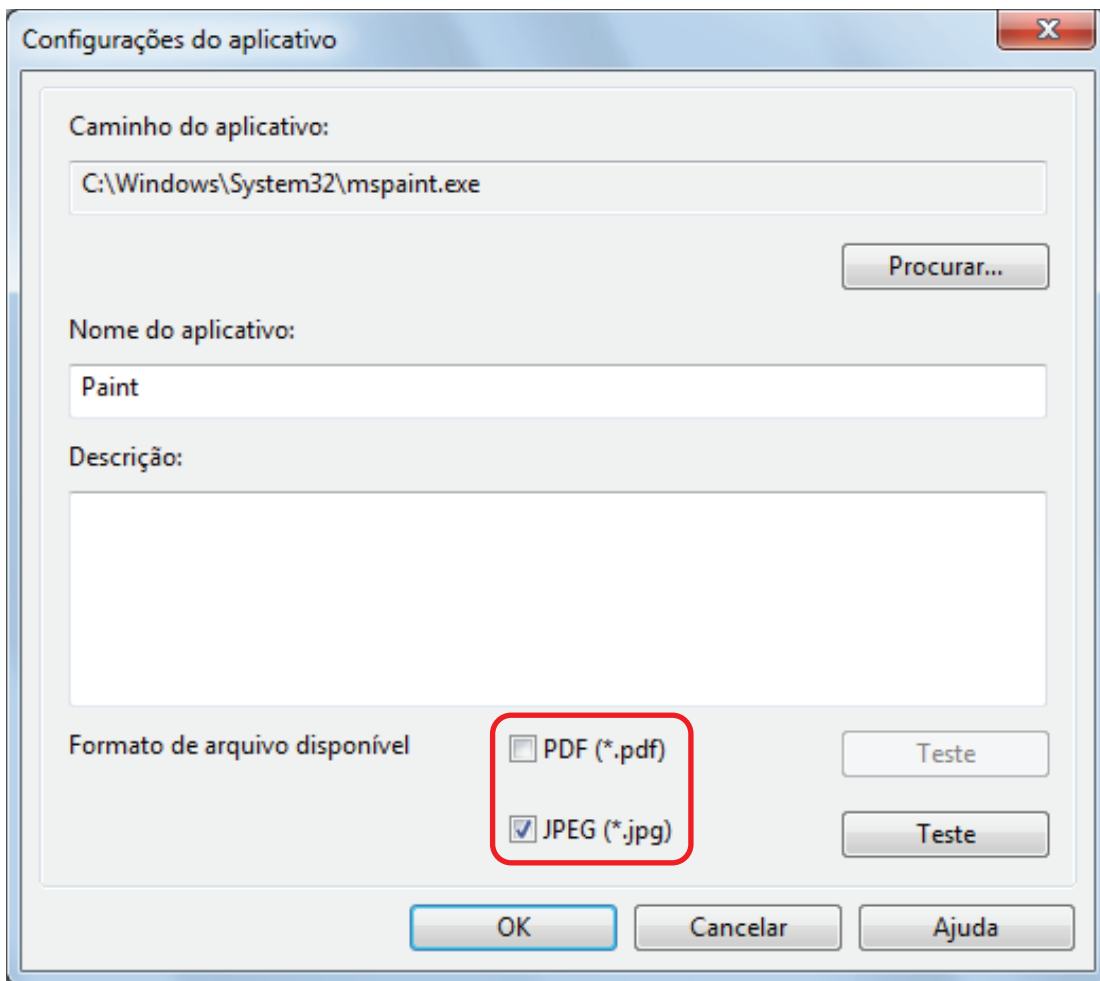 Configurações do aplicativo
Caminho do aplicativo:
C:\Windows\System32\mspaint.exe
Procurar...
Nome do aplicativo:
Paint
Descrição:
Formato de arquivo disponível
PDF (*.pdf)
Teste
JPEG (*.jpg)
Teste
OK
Cancelar
Ajuda